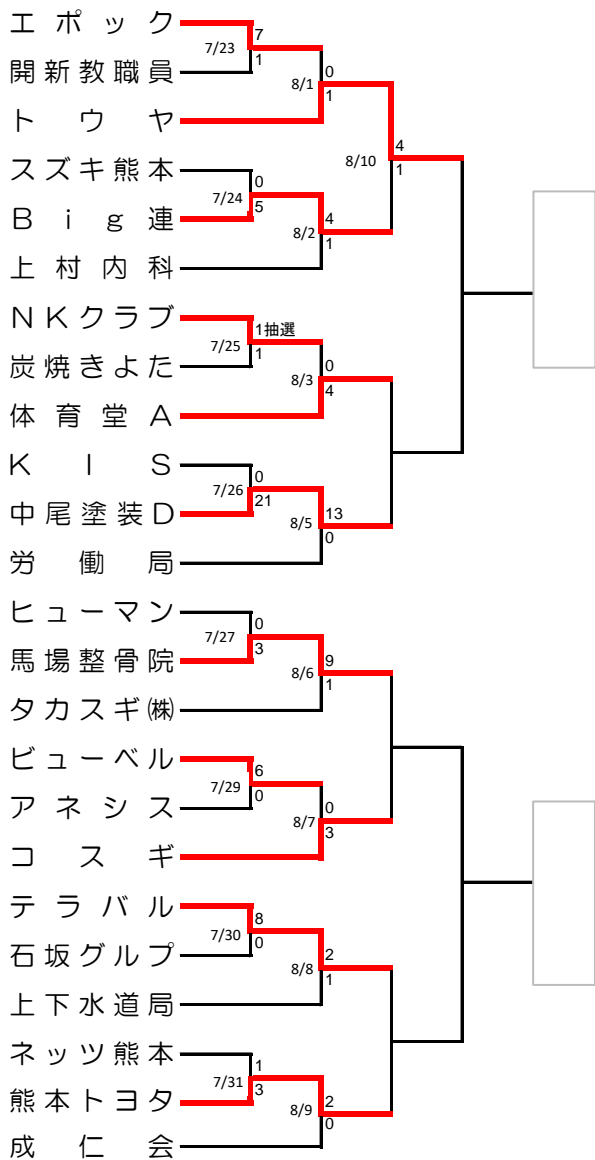 エポック
7
7/23
1
開新教職員
0
8/1
1
トウヤ
4
8/10
1
スズキ熊本
0
7/24
5
Ｂｉｇ連
4
8/2
1
上村内科
ＮＫクラブ
1抽選
7/25
1
炭焼きよた
0
8/3
4
体育堂Ａ
ＫＩＳ
0
7/26
21
中尾塗装Ｄ
13
8/5
0
労働局
ヒューマン
0
7/27
3
馬場整骨院
9
8/6
1
タカスギ㈱
ビューベル
6
7/29
0
アネシス
0
8/7
3
コスギ
テラバル
8
7/30
0
石坂グルプ
2
8/8
1
上下水道局
ネッツ熊本
1
7/31
3
熊本トヨタ
2
8/9
0
成仁会